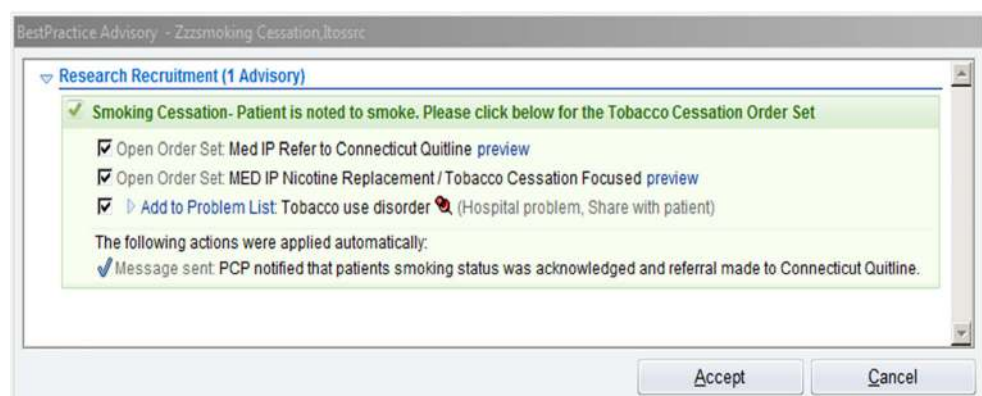 BestPractice Advisory - Zzzsmoking Cessation,Itossrc
Research Recruitment (1 Advisory)
Smoking Cessation- Patient is noted to smoke. Please click below for the Tobacco Cessation Order Set
Open Order Set: Med IP Refer to Connecticut Quitline preview
Open Order Set: MED IP Nicotine Replacement / Tobacco Cessation Focused preview
Add to Problem List: Tobacco use disorder (Hospital problem, Share with patient)
The following actions were applied automatically:
Message sent: PCP notified that patients smoking status was acknowledged and referral made to Connecticut Quitline.
Accept Cancel